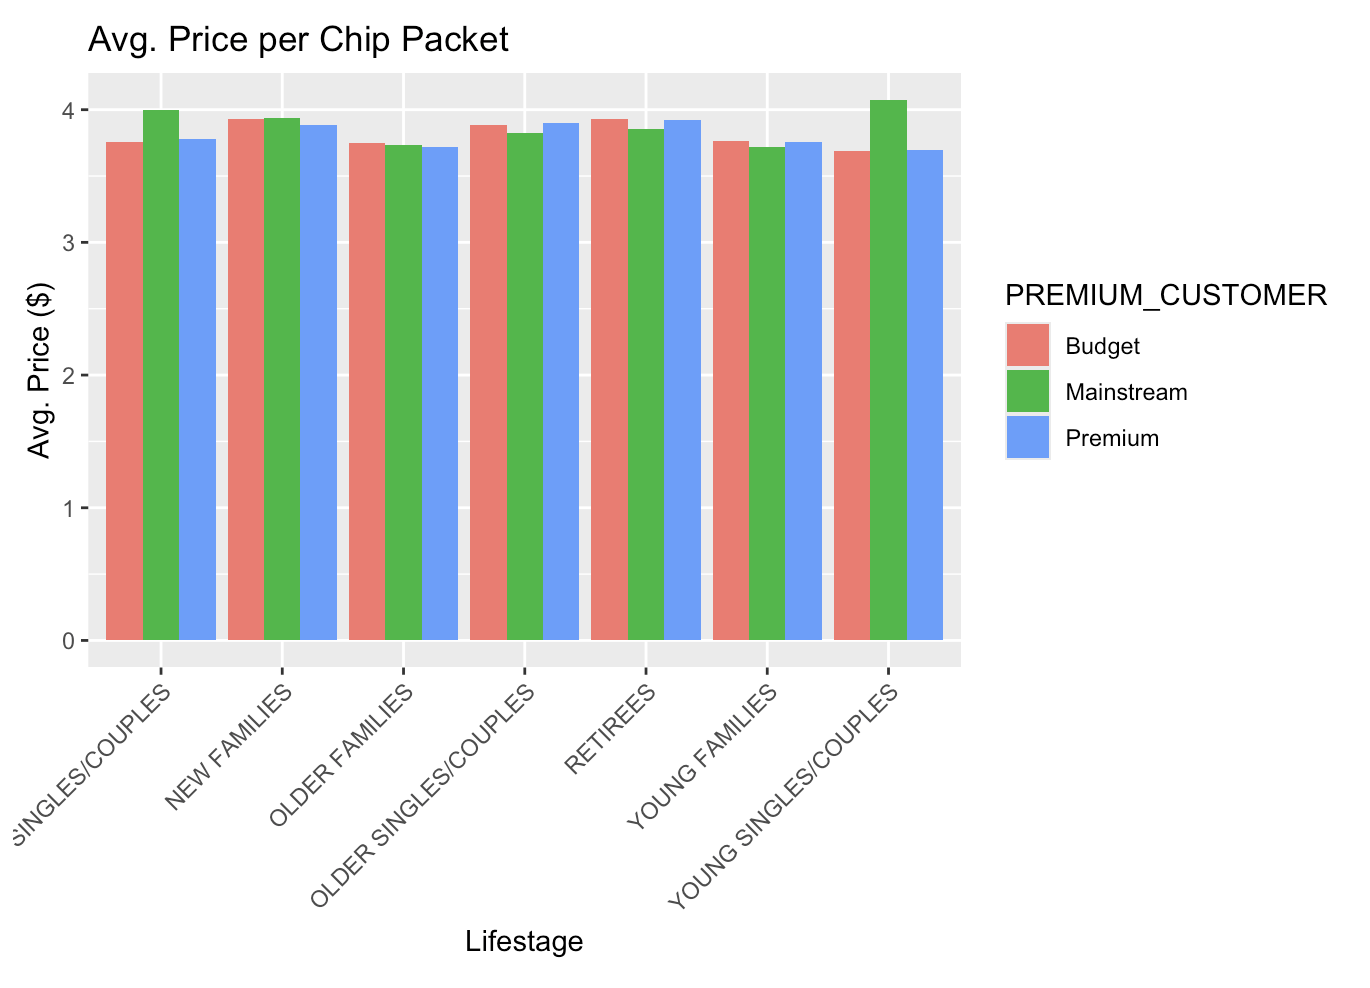 Avg. Price per Chip Packet
Avg. Price ($)
4
3
2
1
0
SINGLES/COUPLES
NEW FAMILIES
OLDER FAMILIES
OLDER SINGLES/COUPLES
RETIREES
YOUNG FAMILIES
YOUNG SINGLES/COUPLES
Lifestage
PREMIUM_CUSTOMER
Budget
Mainstream
Premium